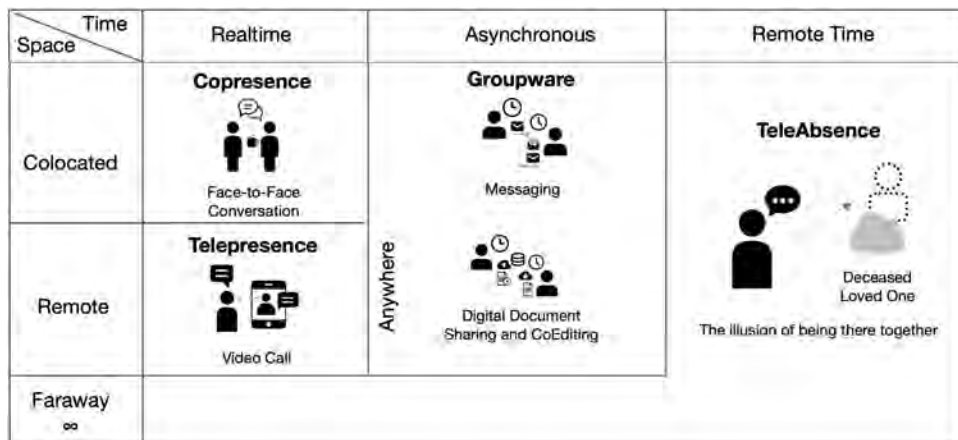 Time
Space
Realtime
Asynchronous
Remote Time
Colocated
Copresence
Face-to-Face
Conversation
Groupware
Messaging
TeleAbsence
Deceased
Loved One
The illusion of being there together
Remote
Telepresence
Video Call
Anywhere
Digital Document
Sharing and CoEditing
Faraway
∞